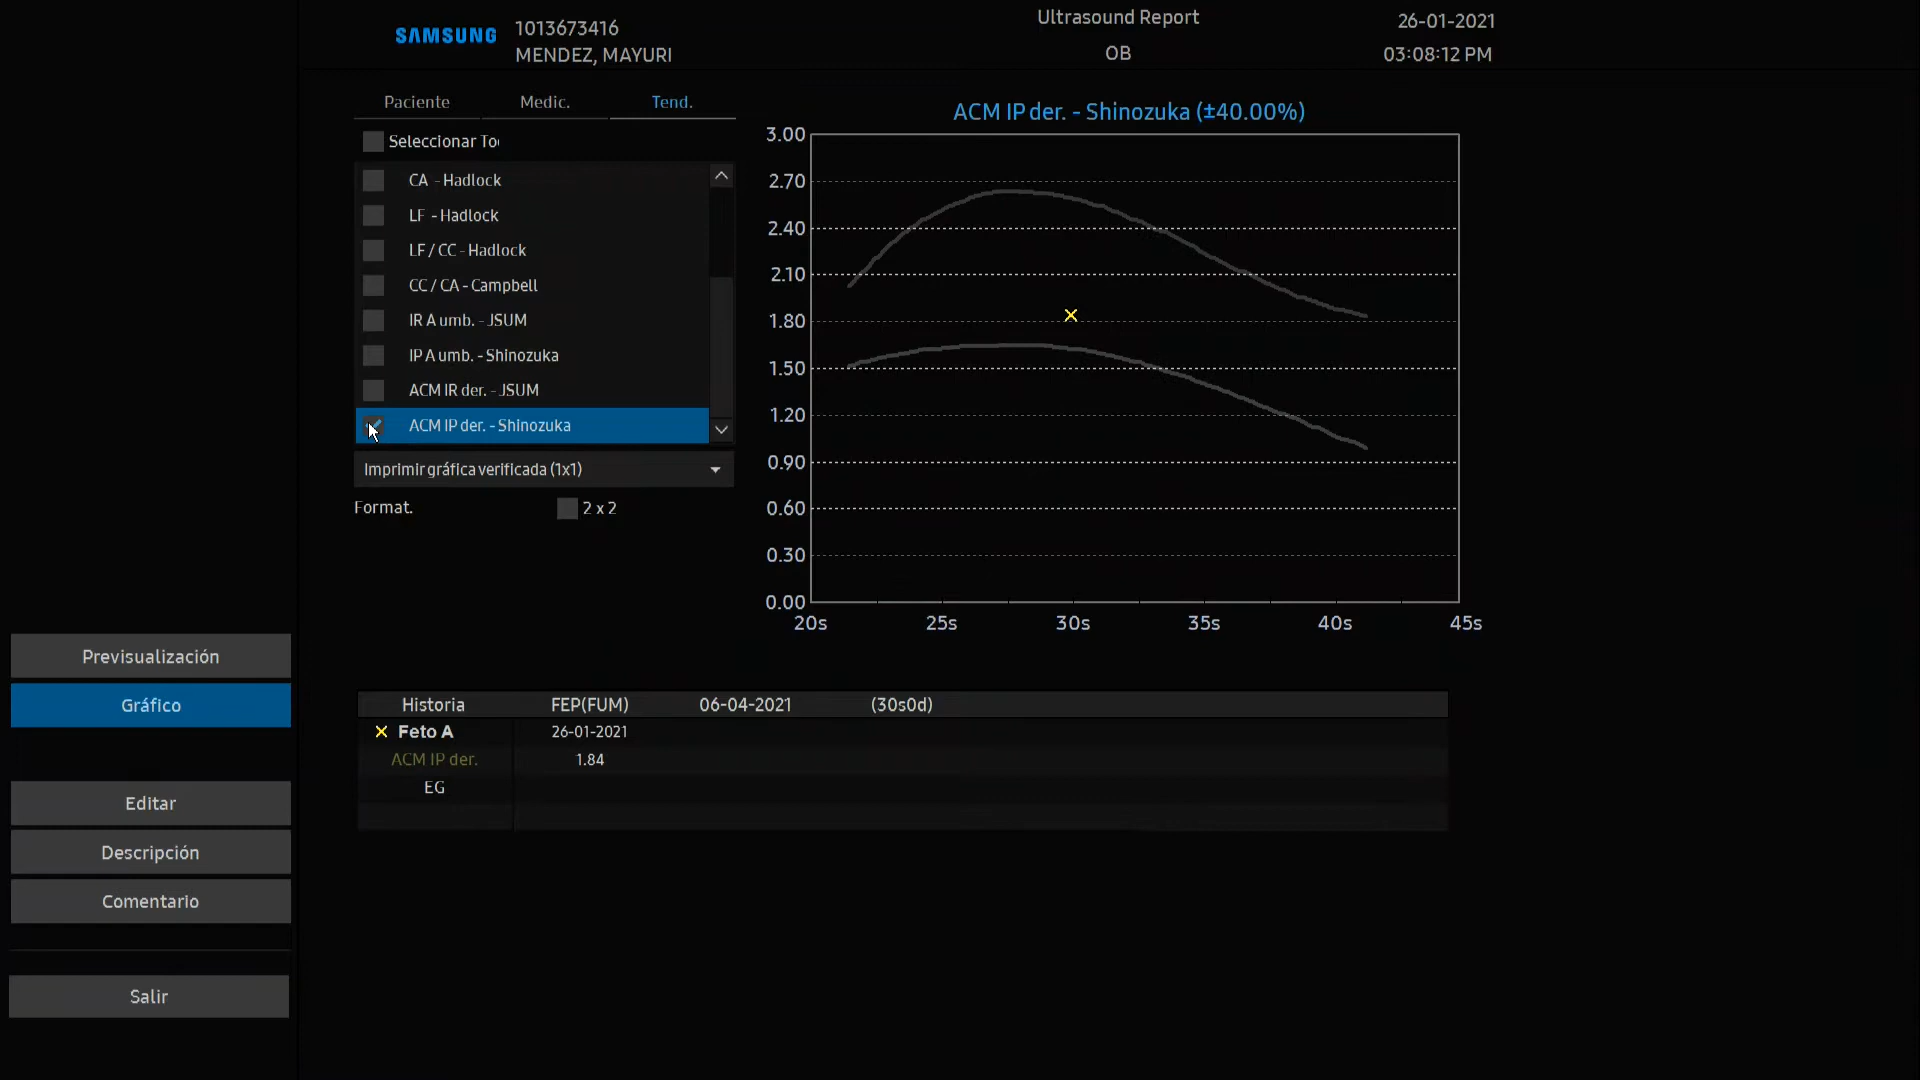 SAMSUNG
1013673416
MENDEZ, MAYURI
Ultrasound Report
OB
26-01-2021
03:08:12 PM
Paciente Medic. Tend.
Seleccionar To
CA - Hadlock
LF - Hadlock
LF / CC - Hadlock
CC / CA - Campbell
IR A umb. - JSUM
IP A umb. - Shinozuka
ACM IR der. - JSUM
ACM IP der. - Shinozuka
Imprimir gráfica verificada (1x1)
Format. 2 x 2
ACM IP der. - Shinozuka (±40.00%)
3.00
2.70
2.40
2.10
1.80
1.50
1.20
0.90
0.60
0.30
0.00
20s 25s 30s 35s 40s 45s
Historia FEP(FUM) 06-04-2021 (30s0d)
Feto A 26-01-2021
ACM IP der. 1.84
EG
Previsualización
Gráfico
Editar
Descripción
Comentario
Salir